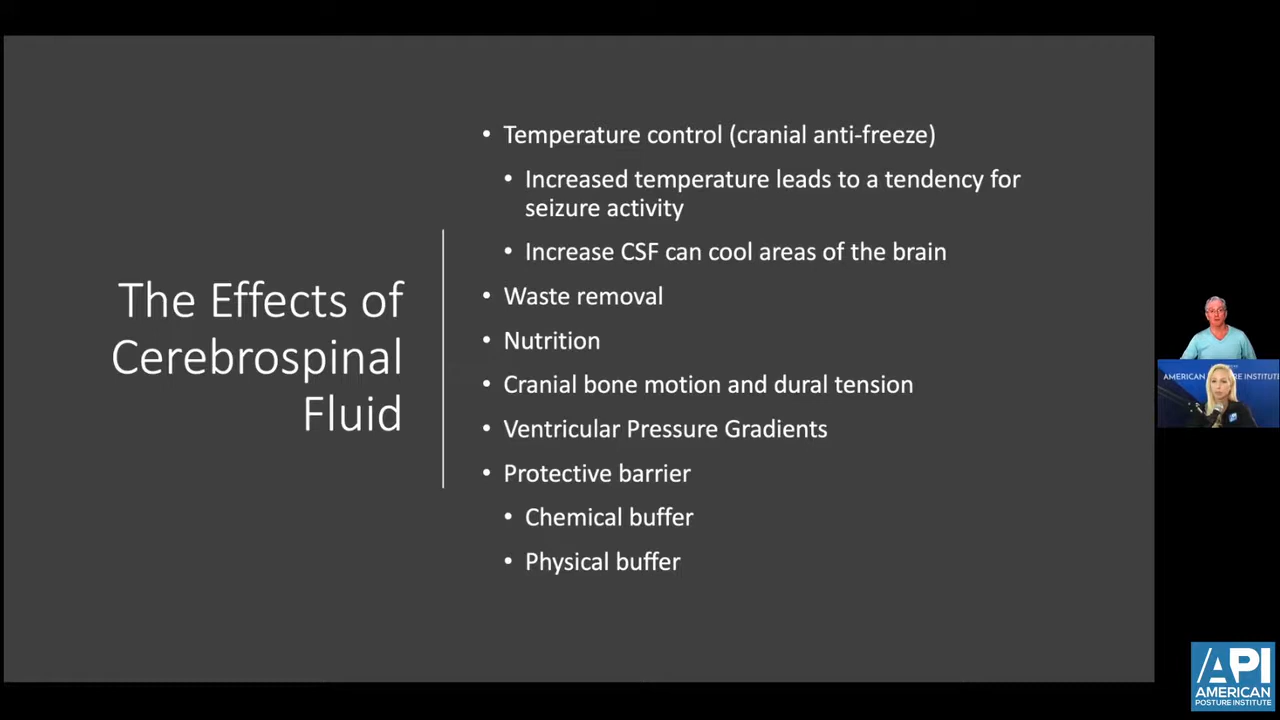 The Effects of
Cerebrospinal
Fluid
• Temperature control (cranial anti-freeze)
• Increased temperature leads to a tendency for
seizure activity
• Increase CSF can cool areas of the brain
• Waste removal
• Nutrition
• Cranial bone motion and dural tension
• Ventricular Pressure Gradients
• Protective barrier
• Chemical buffer
• Physical buffer
AMERICAN
INSTITUTE
API
AMERICAN
POSTURE INSTITUTE